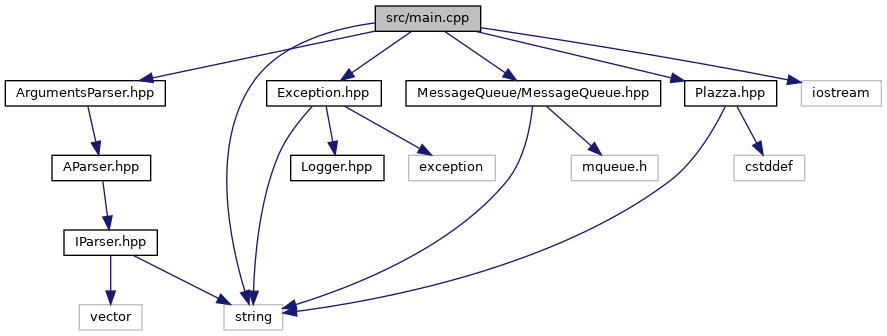 src/main.cpp
ArgumentsParser.hpp
Exception.hpp
MessageQueue/MessageQueue.hpp
Plazza.hpp
iostream
AParser.hpp
Logger.hpp
exception
mqueue.h
cstddef
IParser.hpp
vector
string